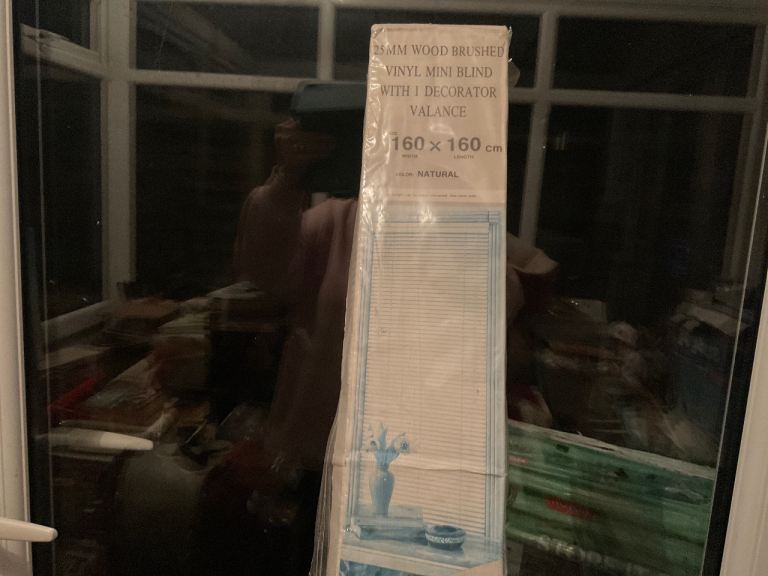 25MM WOOD BRUSHED
VINYL MINI BLIND
WITH 1 DECORATOR
VALANCE
160 × 160 cm
WIDTH LENGTH
COLOR: NATURAL